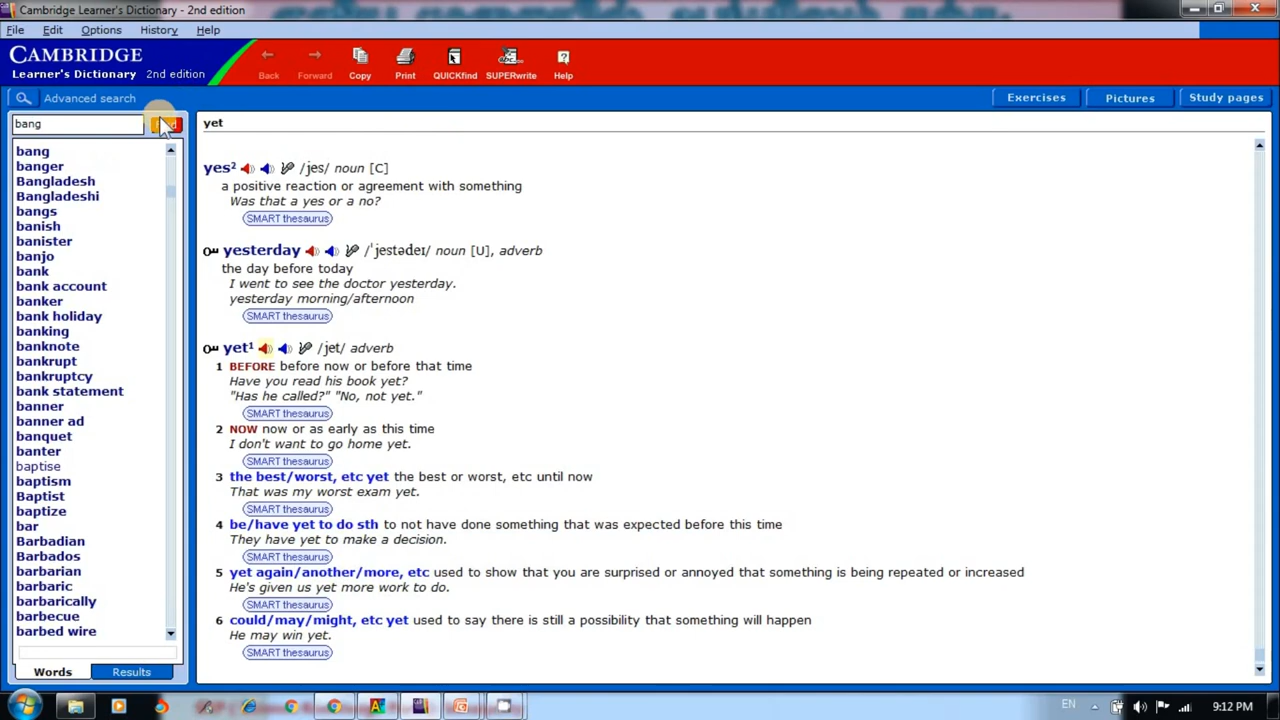 Cambridge Learner's Dictionary - 2nd edition
File Edit Options History Help
CAMBRIDGE
Learner's Dictionary 2nd edition
Back Forward Copy Print QUICKfind SUPERwrite Help
Advanced search
Exercises Pictures Study pages
bang
yet
bang
banger
Bangladesh
Bangladeshi
bangs
banish
banister
banjo
bank
bank account
banker
bank holiday
banking
banknote
bankrupt
bankruptcy
bank statement
banner
banner ad
banquet
banter
baptise
baptism
Baptist
baptize
bar
Barbadian
Barbados
barbarian
barbaric
barbarically
barbecue
barbed wire
Words Results
yes² /jes/ noun [C]
a positive reaction or agreement with something
Was that a yes or a no?
SMART thesaurus
yesterday /ˈjestədeɪ/ noun [U], adverb
the day before today
I went to see the doctor yesterday.
yesterday morning/afternoon
SMART thesaurus
yet¹ /jet/ adverb
1 BEFORE before now or before that time
Have you read his book yet?
"Has he called?" "No, not yet."
SMART thesaurus
2 NOW now or as early as this time
I don't want to go home yet.
SMART thesaurus
3 the best/worst, etc yet the best or worst, etc until now
That was my worst exam yet.
SMART thesaurus
4 be/have yet to do sth to not have done something that was expected before this time
They have yet to make a decision.
SMART thesaurus
5 yet again/another/more, etc used to show that you are surprised or annoyed that something is being repeated or increased
He's given us yet more work to do.
SMART thesaurus
6 could/may/might, etc yet used to say there is still a possibility that something will happen
He may win yet.
SMART thesaurus
EN 9:12 PM